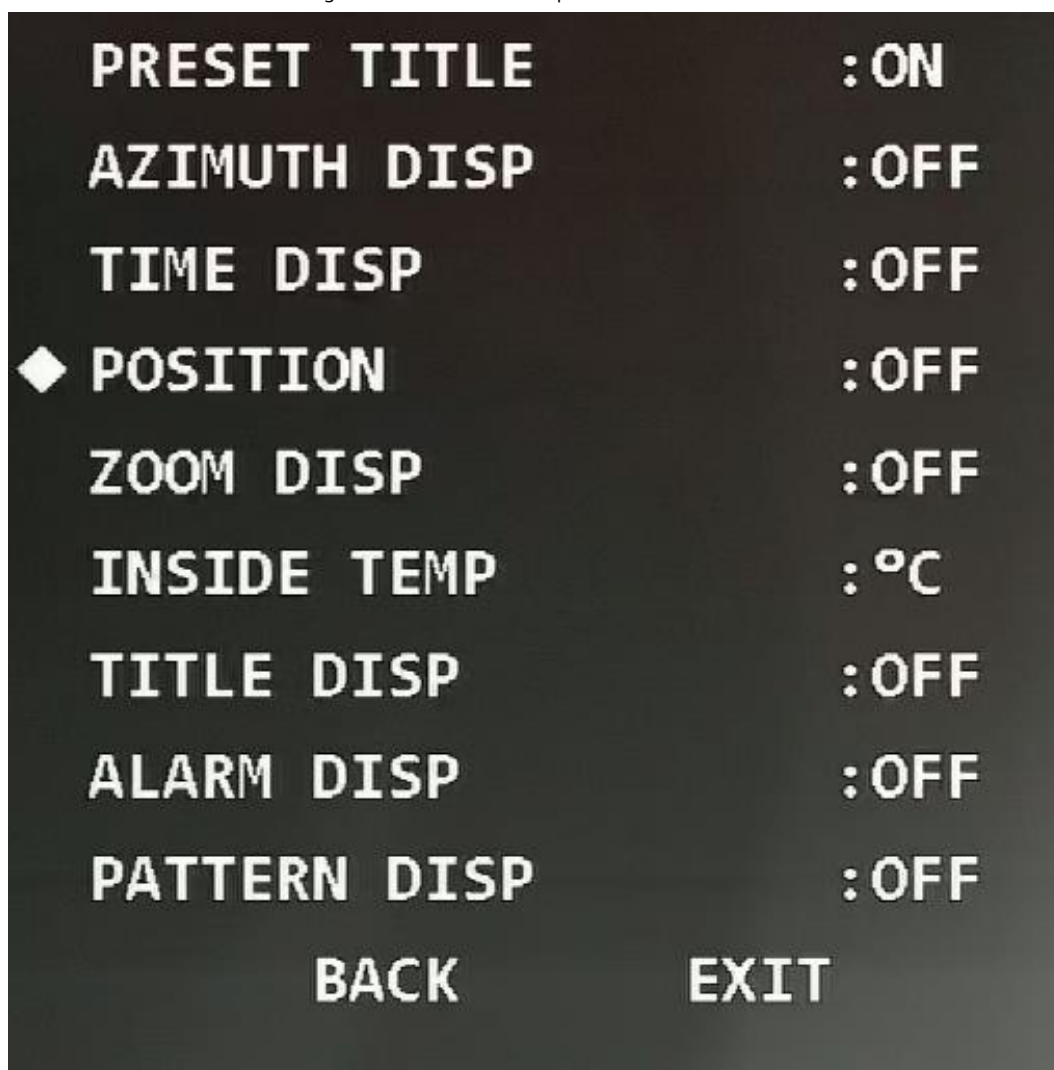 PRESET TITLE :ON
AZIMUTH DISP :OFF
TIME DISP :OFF
◆ POSITION :OFF
ZOOM DISP :OFF
INSIDE TEMP :°C
TITLE DISP :OFF
ALARM DISP :OFF
PATTERN DISP :OFF
BACK EXIT